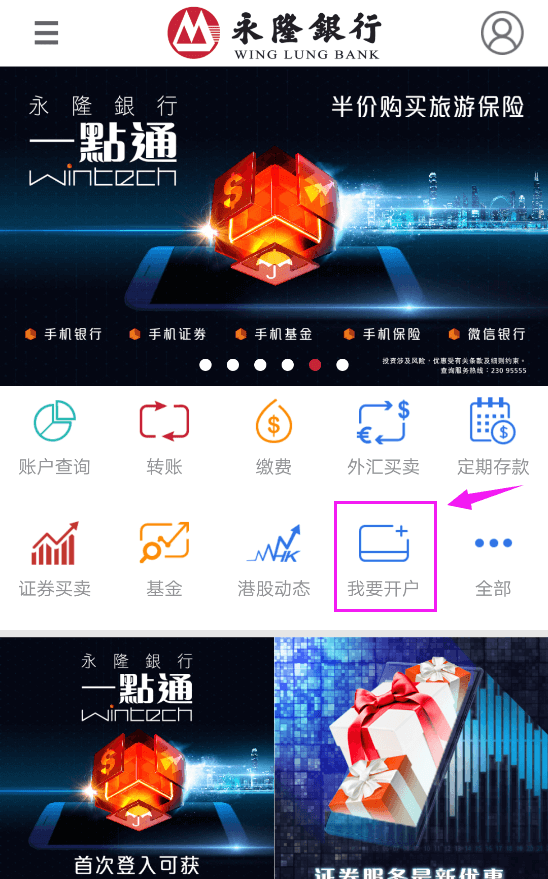 永隆銀行
WING LUNG BANK
永隆銀行
一點通
wintech
半价购买旅游保险
手机银行 手机证券 手机基金 手机保险 微信银行
投资涉及风险，优惠受有关条款及细则约束。
查询服务热线：230 95555
账户查询 转账 缴费 外汇买卖 定期存款
证券买卖 基金 港股动态 我要开户 全部
永隆銀行
一點通
wintech
首次登入可获
证券服务最新优惠